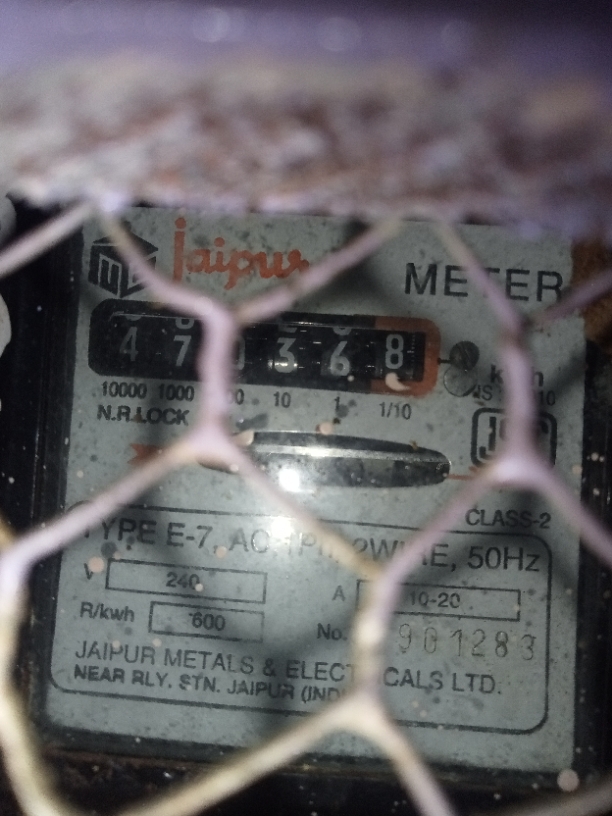 Jaipur
METER
4 7 3 6 8
10000 1000 10 1 1/10
N.R.LOCK
CLASS-2
TYPE E-7, AC 2WIRE, 50Hz
V 240 A 10-20
R/kwh 600 No. 901283
JAIPUR METALS & ELECTRICALS LTD.
NEAR RLY. STN. JAIPUR